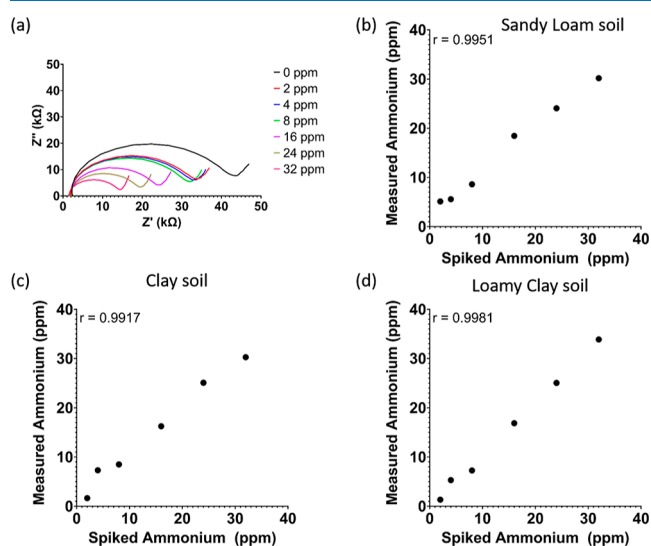 (a)
50
40
30
20
10
0
Z'' (kΩ)
0 10 20 30 40 50
Z' (kΩ)
0 ppm
2 ppm
4 ppm
8 ppm
16 ppm
24 ppm
32 ppm
(b)
Sandy Loam soil
r = 0.9951
Measured Ammonium (ppm)
40
30
20
10
0
0 10 20 30 40
Spiked Ammonium (ppm)
(c)
Clay soil
r = 0.9917
Measured Ammonium (ppm)
40
30
20
10
0
0 10 20 30 40
Spiked Ammonium (ppm)
(d)
Loamy Clay soil
r = 0.9981
Measured Ammonium (ppm)
40
30
20
10
0
0 10 20 30 40
Spiked Ammonium (ppm)